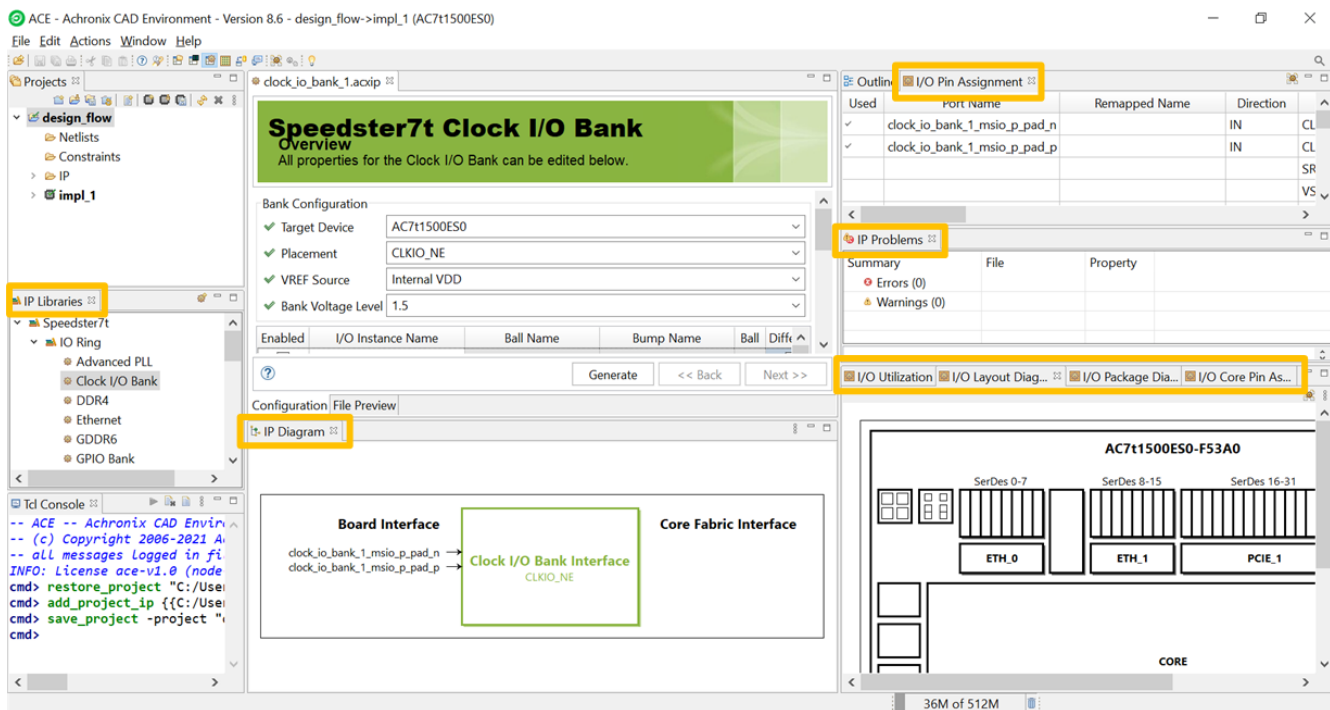 ACE - Achronix CAD Environment - Version 8.6 - design_flow->impl_1 (AC7t1500ES0)
File Edit Actions Window Help
Projects
design_flow
Netlists
Constraints
IP
impl_1
IP Libraries
Speedster7t
IO Ring
Advanced PLL
Clock I/O Bank
DDR4
Ethernet
GDDR6
GPIO Bank
Tcl Console
-- ACE -- Achronix CAD Envir
-- (c) Copyright 2006-2021 A
-- all messages logged in fi
INFO: License ace-v1.0 (node
cmd> restore_project "C:/User
cmd> add_project_ip {{C:/Use
cmd> save_project -project "
cmd>
clock_io_bank_1.acxip
Speedster7t Clock I/O Bank
Overview
All properties for the Clock I/O Bank can be edited below.
Bank Configuration
Target Device AC7t1500ES0
Placement CLKIO_NE
VREF Source Internal VDD
Bank Voltage Level 1.5
Enabled I/O Instance Name Ball Name Bump Name Ball Diffe
Generate << Back Next >>
Configuration File Preview
IP Diagram
Board Interface Core Fabric Interface
clock_io_bank_1_msio_p_pad_n
clock_io_bank_1_msio_p_pad_p
Clock I/O Bank Interface
CLKIO_NE
Outline I/O Pin Assignment
Used Port Name Remapped Name Direction
clock_io_bank_1_msio_p_pad_n IN CL
clock_io_bank_1_msio_p_pad_p IN CL
SR
VS
IP Problems
Summary File Property
Errors (0)
Warnings (0)
I/O Utilization I/O Layout Diag... I/O Package Dia... I/O Core Pin As...
AC7t1500ES0-F53A0
SerDes 0-7 SerDes 8-15 SerDes 16-31
ETH_0 ETH_1 PCIE_1
CORE
36M of 512M